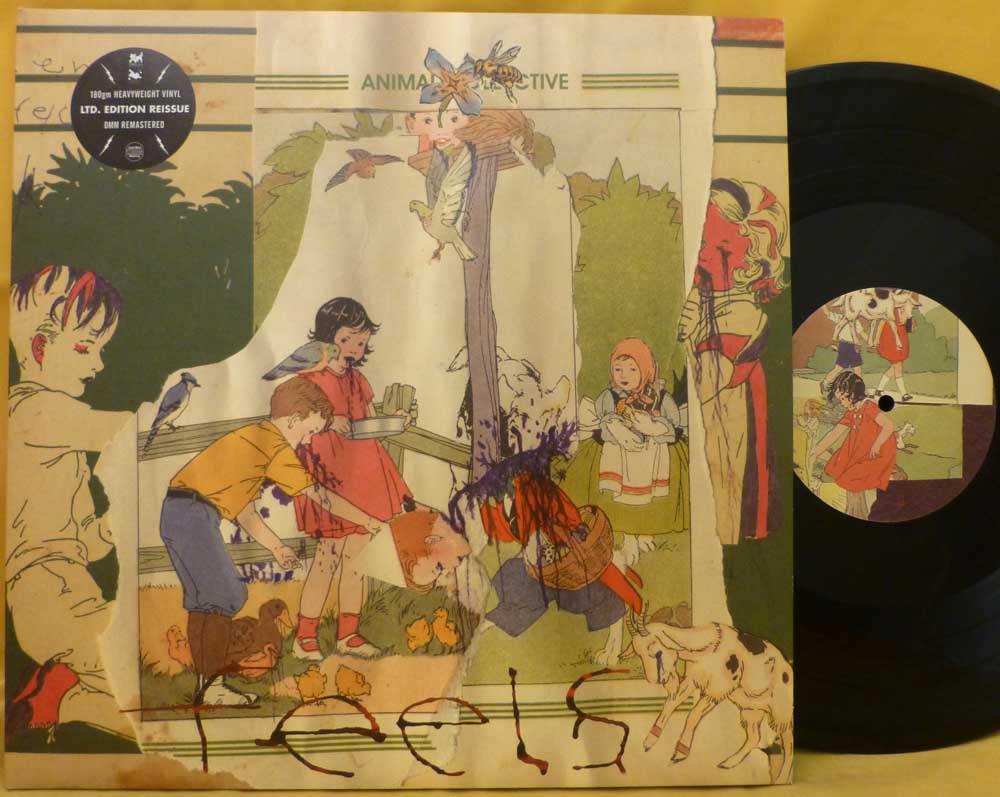 ANIMAL COLLECTIVE
180gm HEAVYWEIGHT VINYL
LTD. EDITION REISSUE
DMM REMASTERED
feels